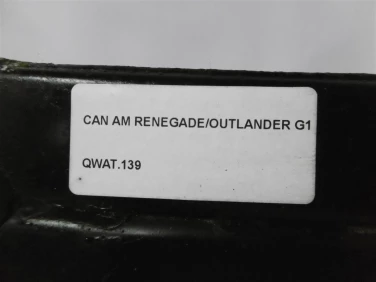 CAN AM RENEGADE/OUTLANDER G1
QWAT.139